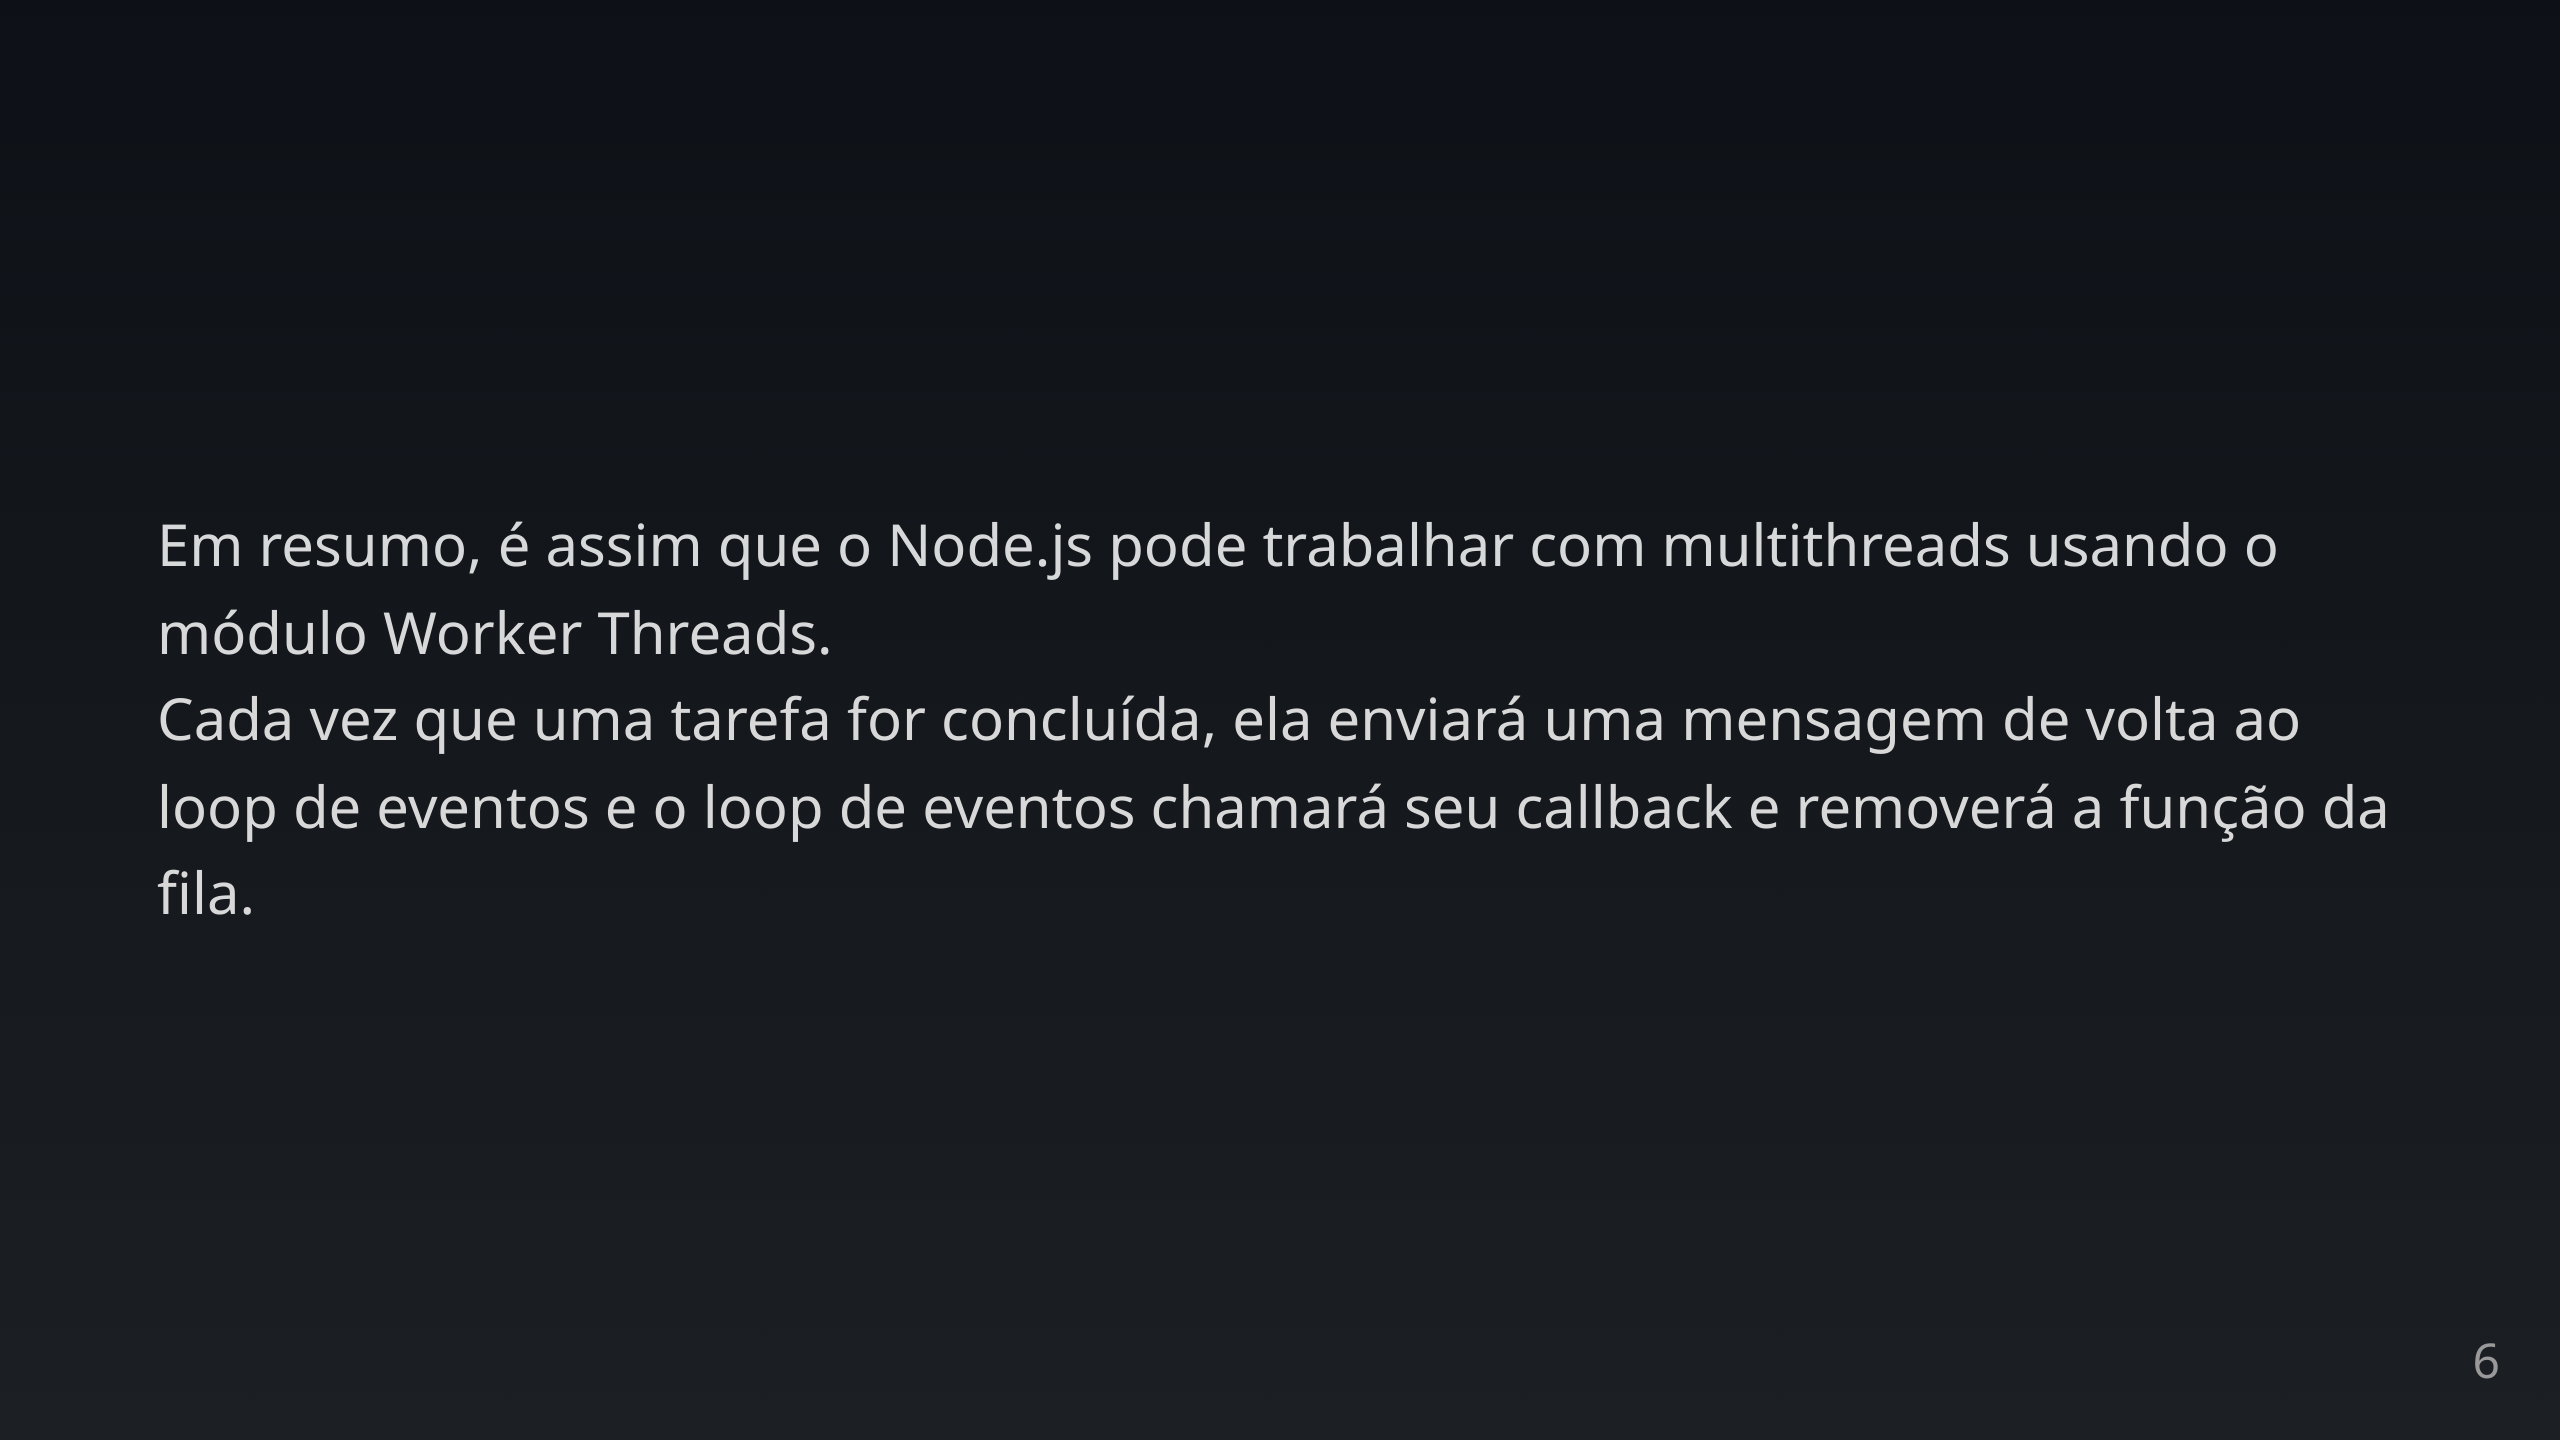 Em resumo, é assim que o Node.js pode trabalhar com multithreads usando o
módulo Worker Threads.
Cada vez que uma tarefa for concluída, ela enviará uma mensagem de volta ao
loop de eventos e o loop de eventos chamará seu callback e removerá a função da
fila.
6